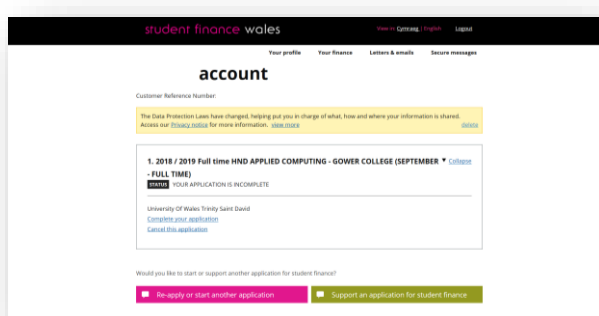 student finance wales
View in: Cymraeg | English Logout
Your profile Your finance Letters & emails Secure messages
account
Customer Reference Number:
The Data Protection Laws have changed, helping put you in charge of what, how and where your information is shared.
Access our Privacy notice for more information. view more delete
1. 2018 / 2019 Full time HND APPLIED COMPUTING - GOWER COLLEGE (SEPTEMBER ▼ Collapse
- FULL TIME)
STATUS YOUR APPLICATION IS INCOMPLETE
University Of Wales Trinity Saint David
Complete your application
Cancel this application
Would you like to start or support another application for student finance?
Re-apply or start another application Support an application for student finance